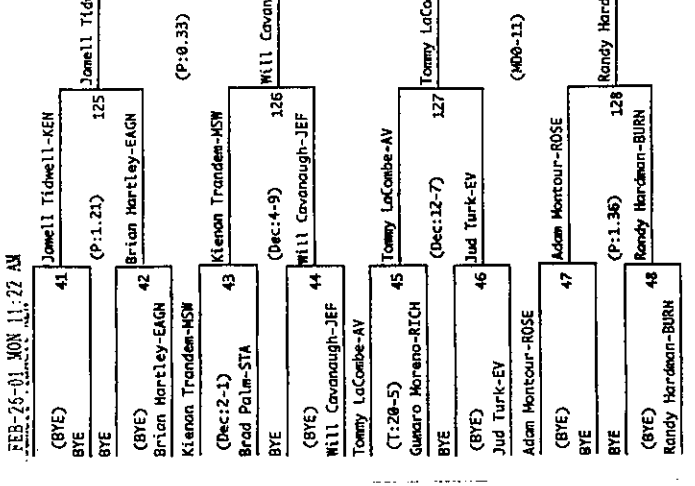 FEB-26-01 MON 11:22 AM
41
(BYE)
BYE
BYE
42
(BYE)
Brian Hartley-EAGN
Kienan Trandem-MSW
43
(Dec:2-1)
Brad Palm-STA
BYE
44
(BYE)
Will Cavanaugh-JEF
Tommy LaCombe-AV
45
(T:20-5)
Gumaro Moreno-RICH
BYE
46
(BYE)
Jud Turk-EV
Adam Montour-ROSE
47
(BYE)
BYE
BYE
48
(BYE)
Randy Hardman-BURN
Jamell Tidwell-KEN
125
(P:1.21)
Brian Hartley-EAGN
Kienan Trandem-MSW
126
(Dec:4-9)
Will Cavanaugh-JEF
Tommy LaCombe-AV
127
(Dec:12-7)
Jud Turk-EV
Adam Montour-ROSE
128
(P:1.36)
Randy Hardman-BURN
Jamell Tid
(P:0.33)
Will Cavan
Tommy LaCo
(MD0-11)
Randy Hard